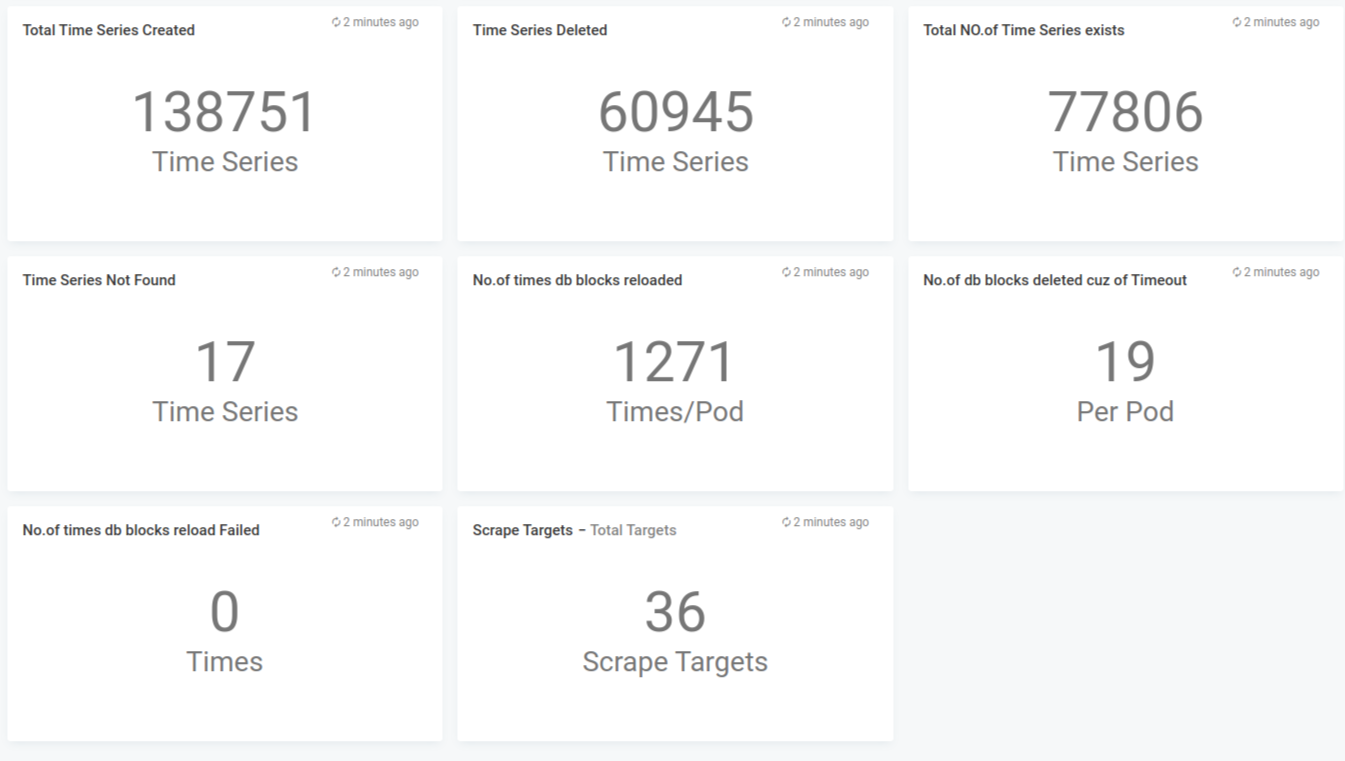 Total Time Series Created
2 minutes ago
138751
Time Series
Time Series Deleted
2 minutes ago
60945
Time Series
Total NO.of Time Series exists
2 minutes ago
77806
Time Series
Time Series Not Found
2 minutes ago
17
Time Series
No.of times db blocks reloaded
2 minutes ago
1271
Times/Pod
No.of db blocks deleted cuz of Timeout
2 minutes ago
19
Per Pod
No.of times db blocks reload Failed
2 minutes ago
0
Times
Scrape Targets – Total Targets
2 minutes ago
36
Scrape Targets